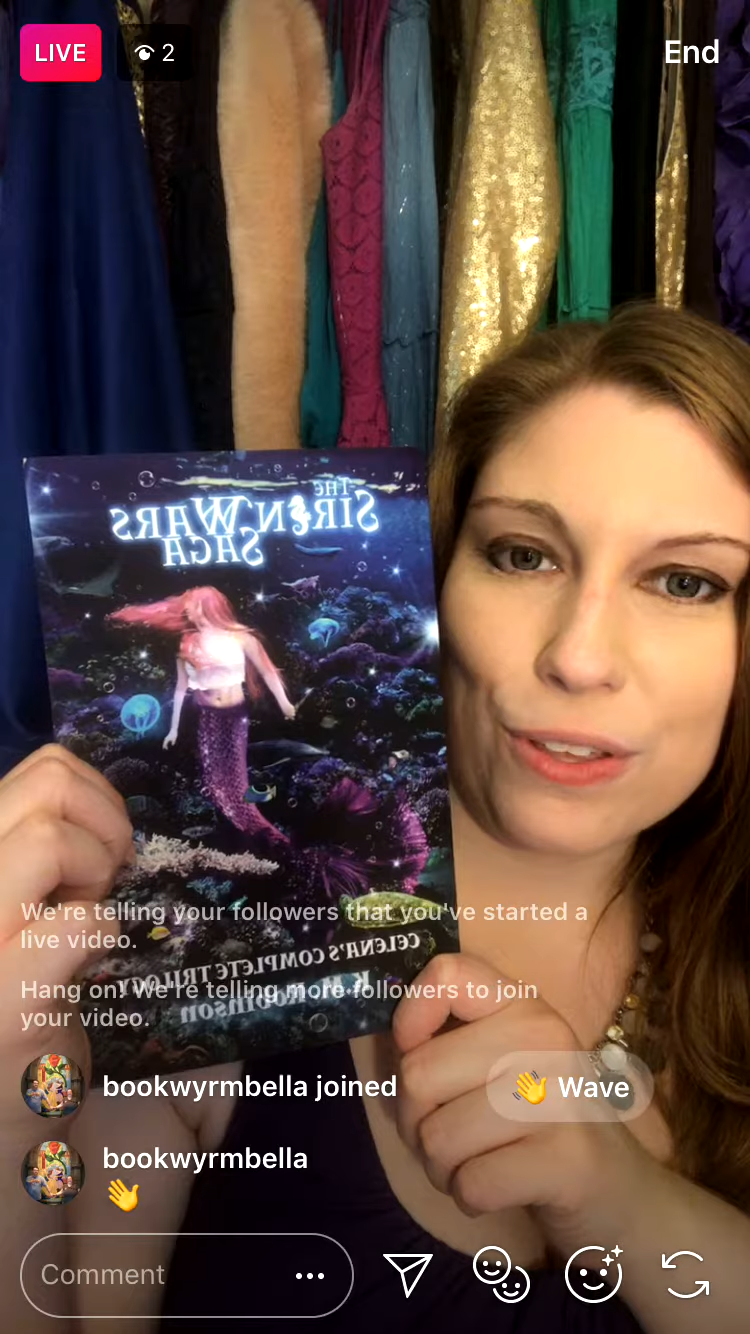 LIVE
2
End
THE
SIREN WARS
SAGA
We're telling your followers that you've started a
live video.
CELENA'S COMPLETE TRILOGY
Hang on! We're telling more followers to join
Robinson
your video.
bookwyrmbella joined
👋 Wave
bookwyrmbella
👋
Comment